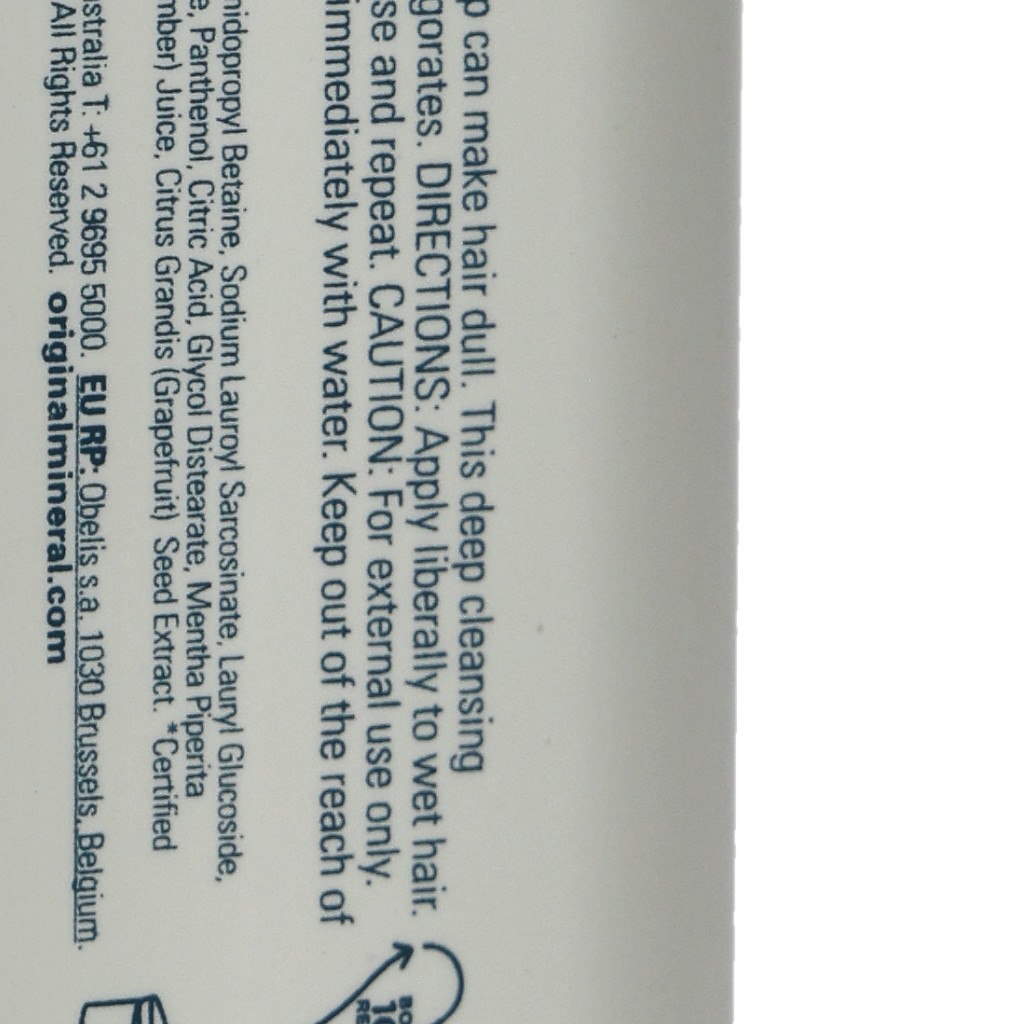 p can make hair dull. This deep cleansing
gorates. DIRECTIONS: Apply liberally to wet hair.
se and repeat. CAUTION: For external use only.
immediately with water. Keep out of the reach of
nidopropyl Betaine, Sodium Lauroyl Sarcosinate, Lauryl Glucoside,
e, Panthenol, Citric Acid, Glycol Distearate, Mentha Piperita
mber) Juice, Citrus Grandis (Grapefruit) Seed Extract. *Certified
stralia T: +61 2 9695 5000. EU RP: Obelis s.a. 1030 Brussels, Belgium.
All Rights Reserved. originalmineral.com
BO
RE